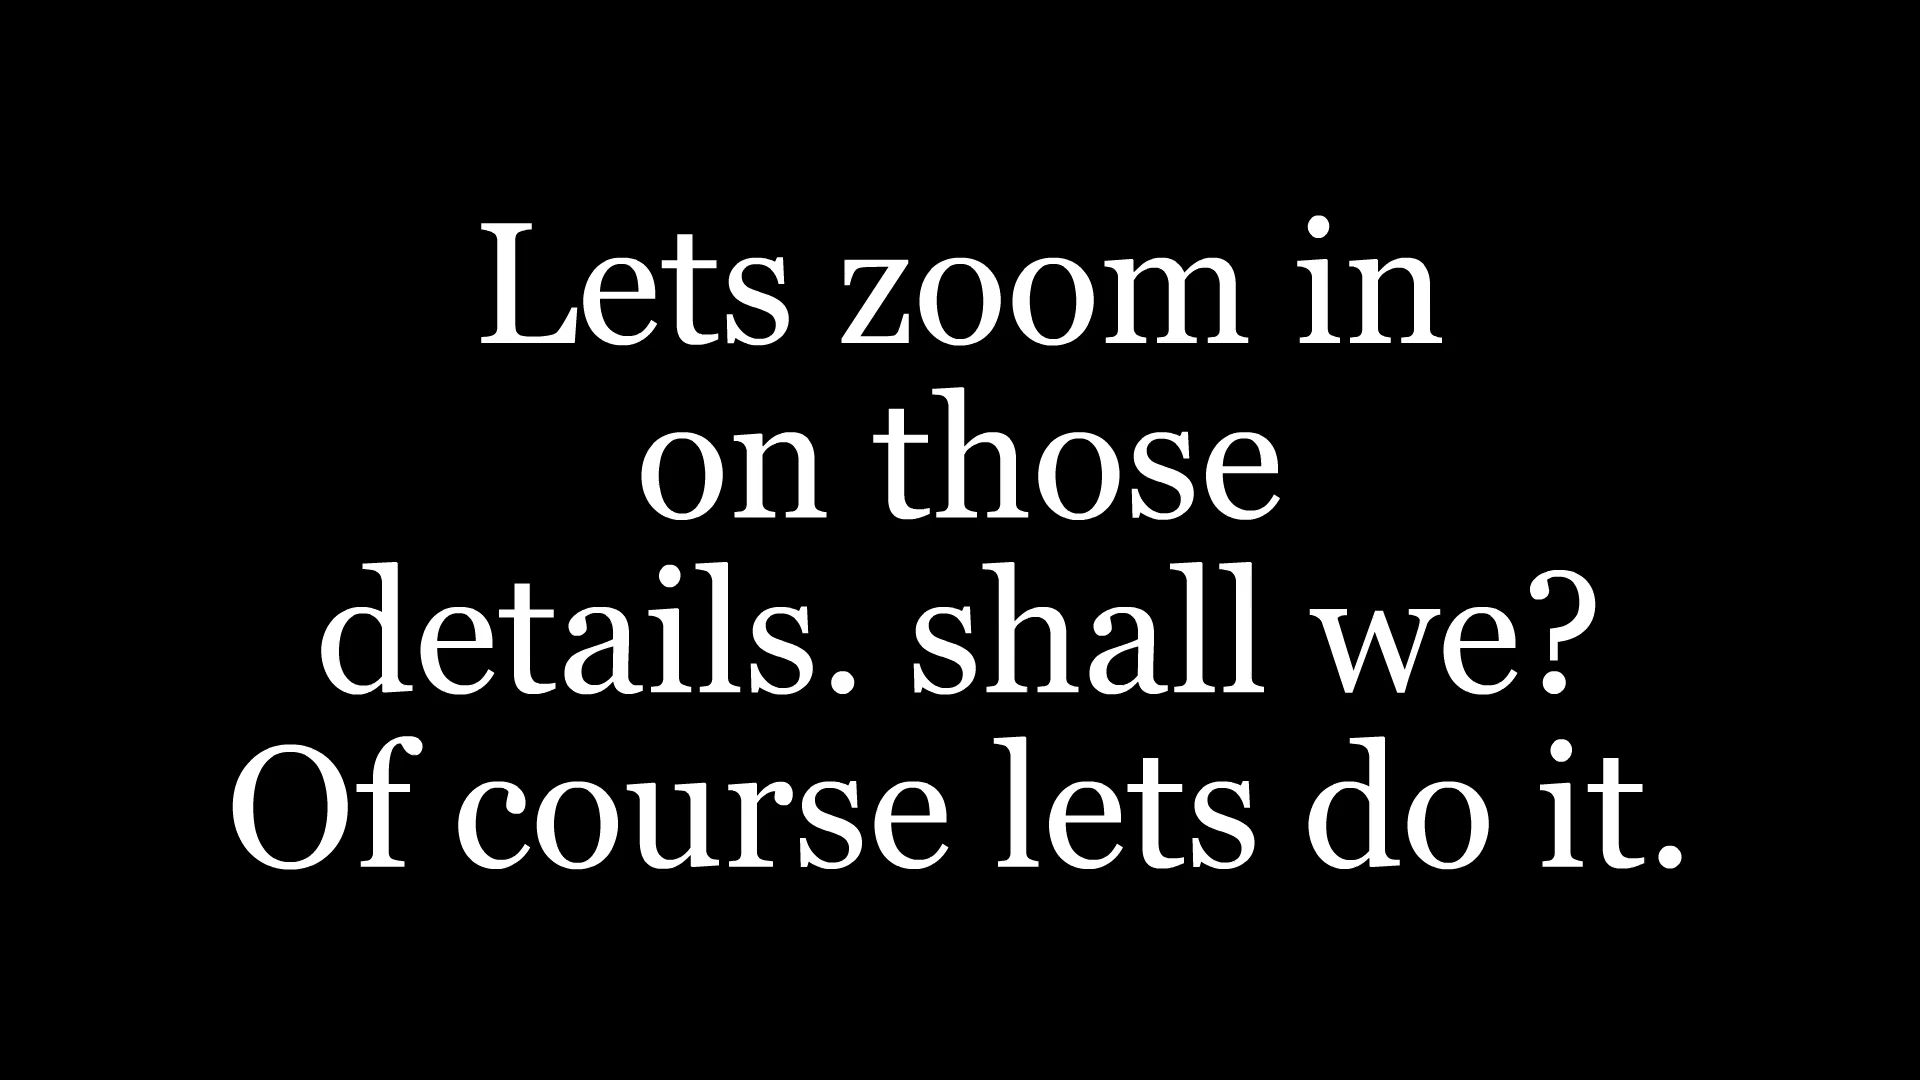 Lets zoom in
on those
details. shall we?
Of course lets do it.